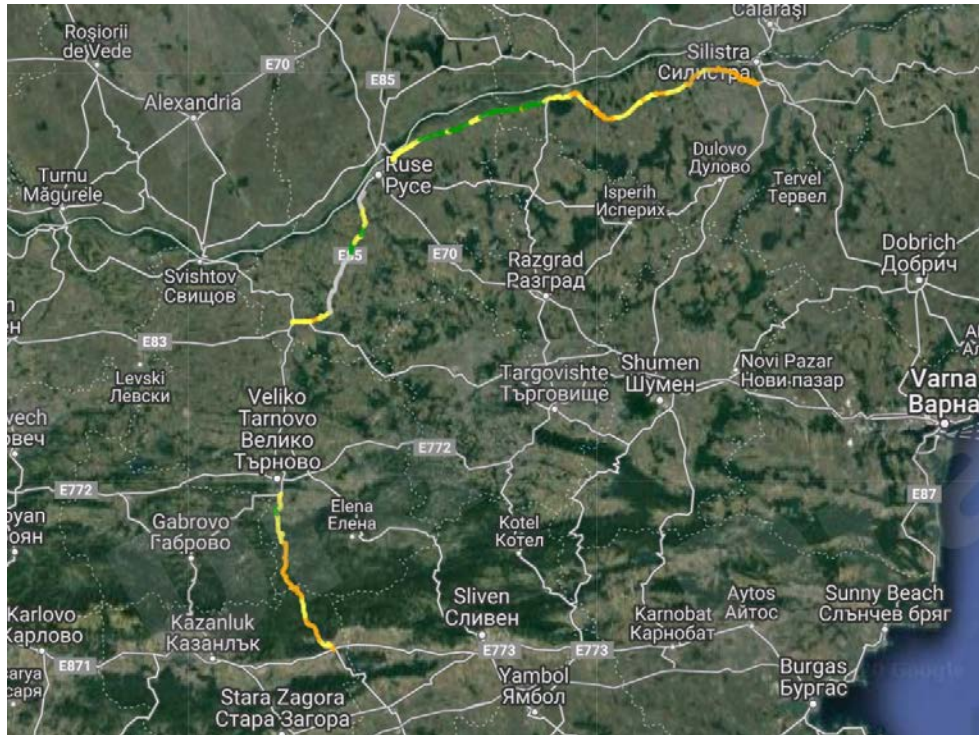 Roșiorii
de Vede
E70
E85
Călărași
Silistra
Силистра
Alexandria
Turnu
Măgurele
Ruse
Русе
Dulovo
Дулово
Tervel
Тервел
Isperih
Исперих
Svishtov
Свищов
E85
E70
Razgrad
Разград
Dobrich
Добрич
E83
Levski
Левски
Targovishte
Търговище
Shumen
Шумен
Novi Pazar
Нови пазар
Varna
Варна
Veliko
Tarnovo
Велико
Търново
E772
E772
E87
Gabrovo
Габрово
Elena
Елена
Kotel
Котел
Karlovo
Карлово
Kazanluk
Казанлък
Sliven
Сливен
Karnobat
Карнобат
Aytos
Айтос
Sunny Beach
Слънчев бряг
E871
E773
E773
Yambol
Ямбол
Burgas
Бургас
Stara Zagora
Стара Загора
Google